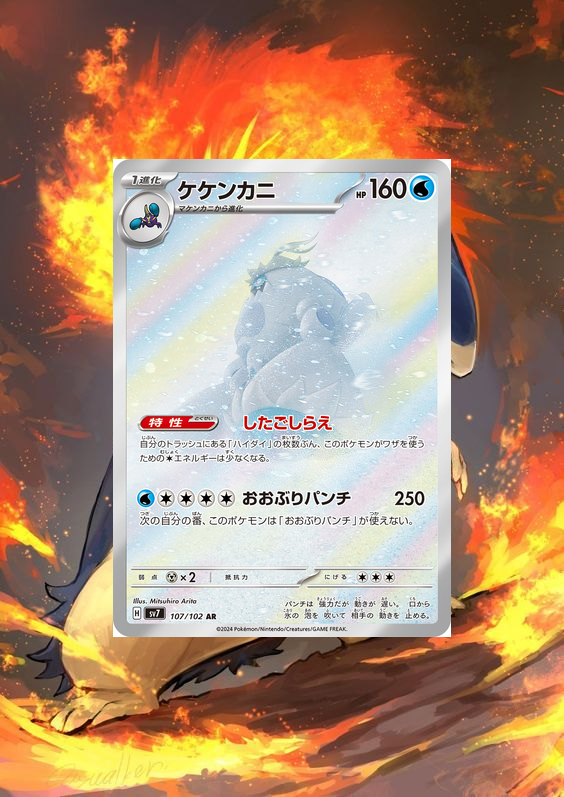 1進化
ケケンカニ
HP 160
マケンカニから進化
特性
とくせい
したごしらえ
自分のトラッシュにある「ハイダイ」の枚数ぶん、このポケモンがワザを使う
ための エネルギーは少なくなる。
おおぶりパンチ 250
次の自分の番、このポケモンは「おおぶりパンチ」が使えない。
弱点 ×2 抵抗力 にげる
Illus. Mitsuhiro Arita
H sv7 107/102 AR
パンチは 強力だが 動きが 遅い。 口から
氷の 泡を 吹いて 相手の 動きを 止める。
©2024 Pokémon/Nintendo/Creatures/GAME FREAK.